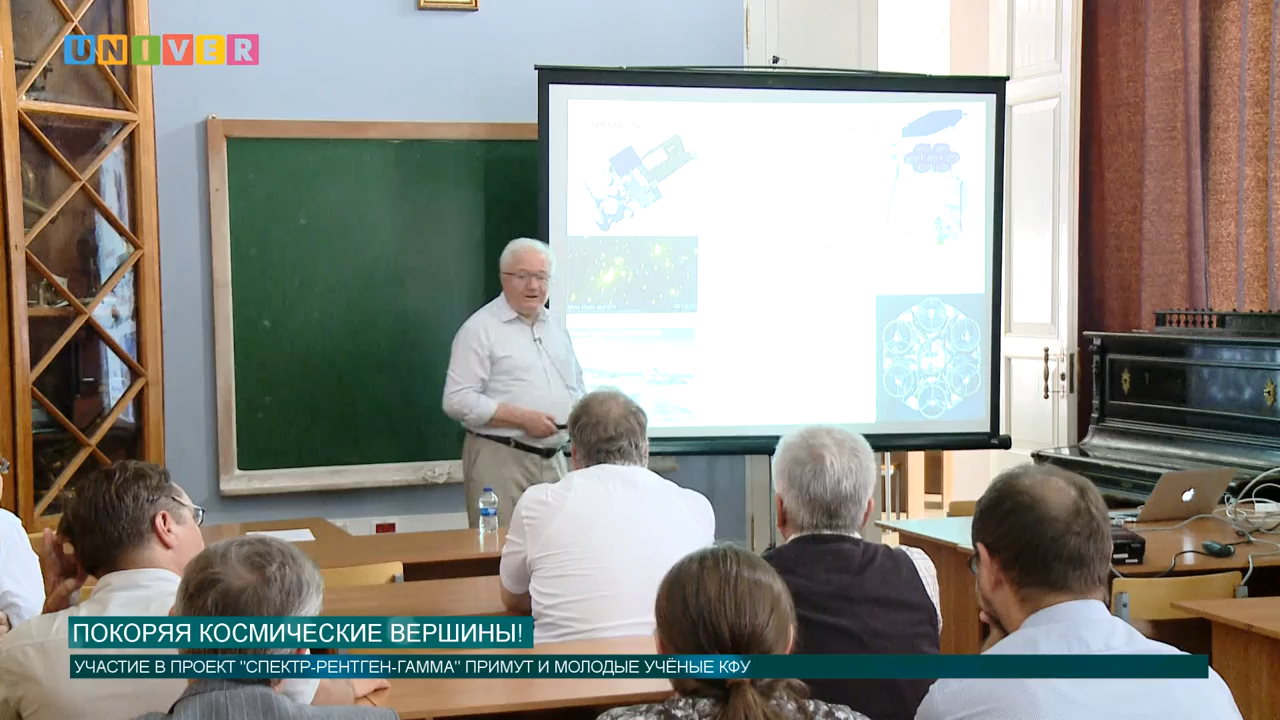 UNIVER
ПОКОРЯЯ КОСМИЧЕСКИЕ ВЕРШИНЫ!
УЧАСТИЕ В ПРОЕКТ "СПЕКТР-РЕНТГЕН-ГАММА" ПРИМУТ И МОЛОДЫЕ УЧЁНЫЕ КФУ